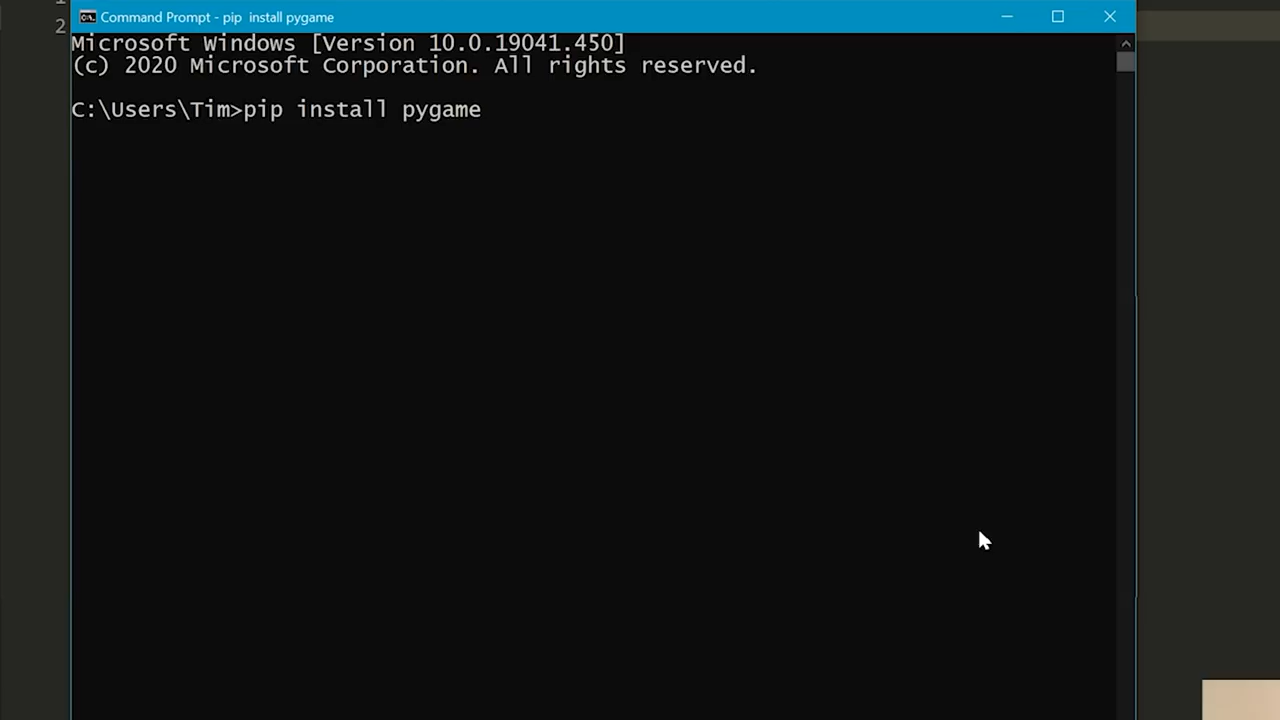 2
Command Prompt - pip  install pygame
Microsoft Windows [Version 10.0.19041.450]
(c) 2020 Microsoft Corporation. All rights reserved.
C:\Users\Tim>pip install pygame